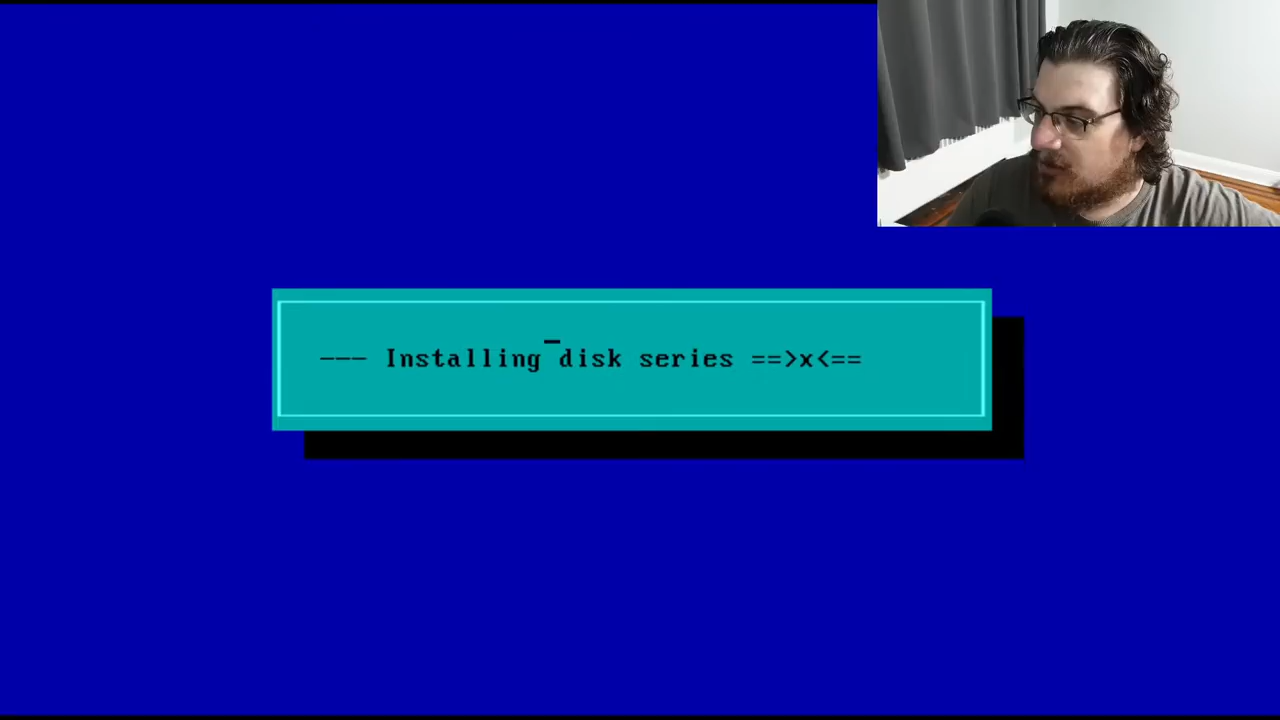 --- Installing disk series ==>x<==